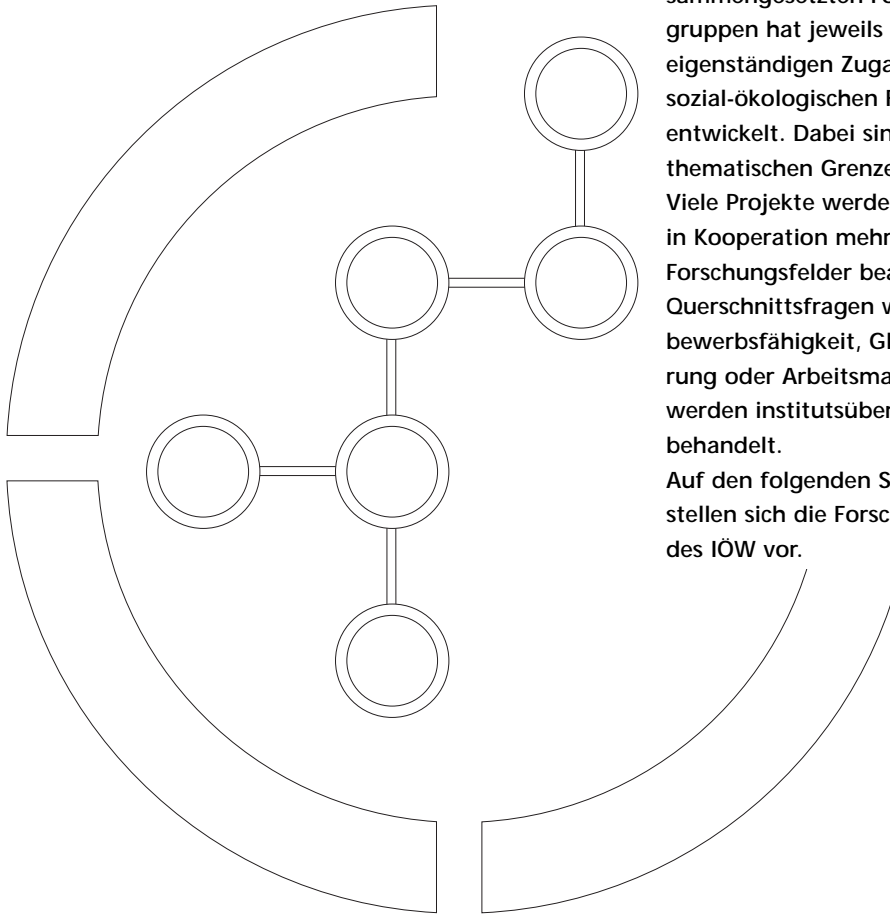 sammengesetzten Fo
gruppen hat jeweils
eigenständigen Zuga
sozial-ökologischen F
entwickelt. Dabei sin
thematischen Grenze
Viele Projekte werde
in Kooperation mehr
Forschungsfelder bea
Querschnittsfragen w
bewerbsfähigkeit, Gl
rung oder Arbeitsma
werden institutsüber
behandelt.
Auf den folgenden S
stellen sich die Forsc
des IÖW vor.